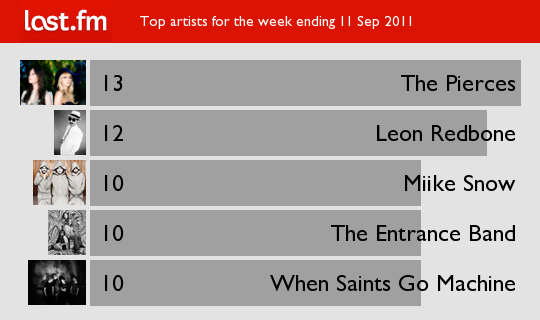 last.fm
Top artists for the week ending 11 Sep 2011
13 The Pierces
12 Leon Redbone
10 Miike Snow
10 The Entrance Band
10 When Saints Go Machine